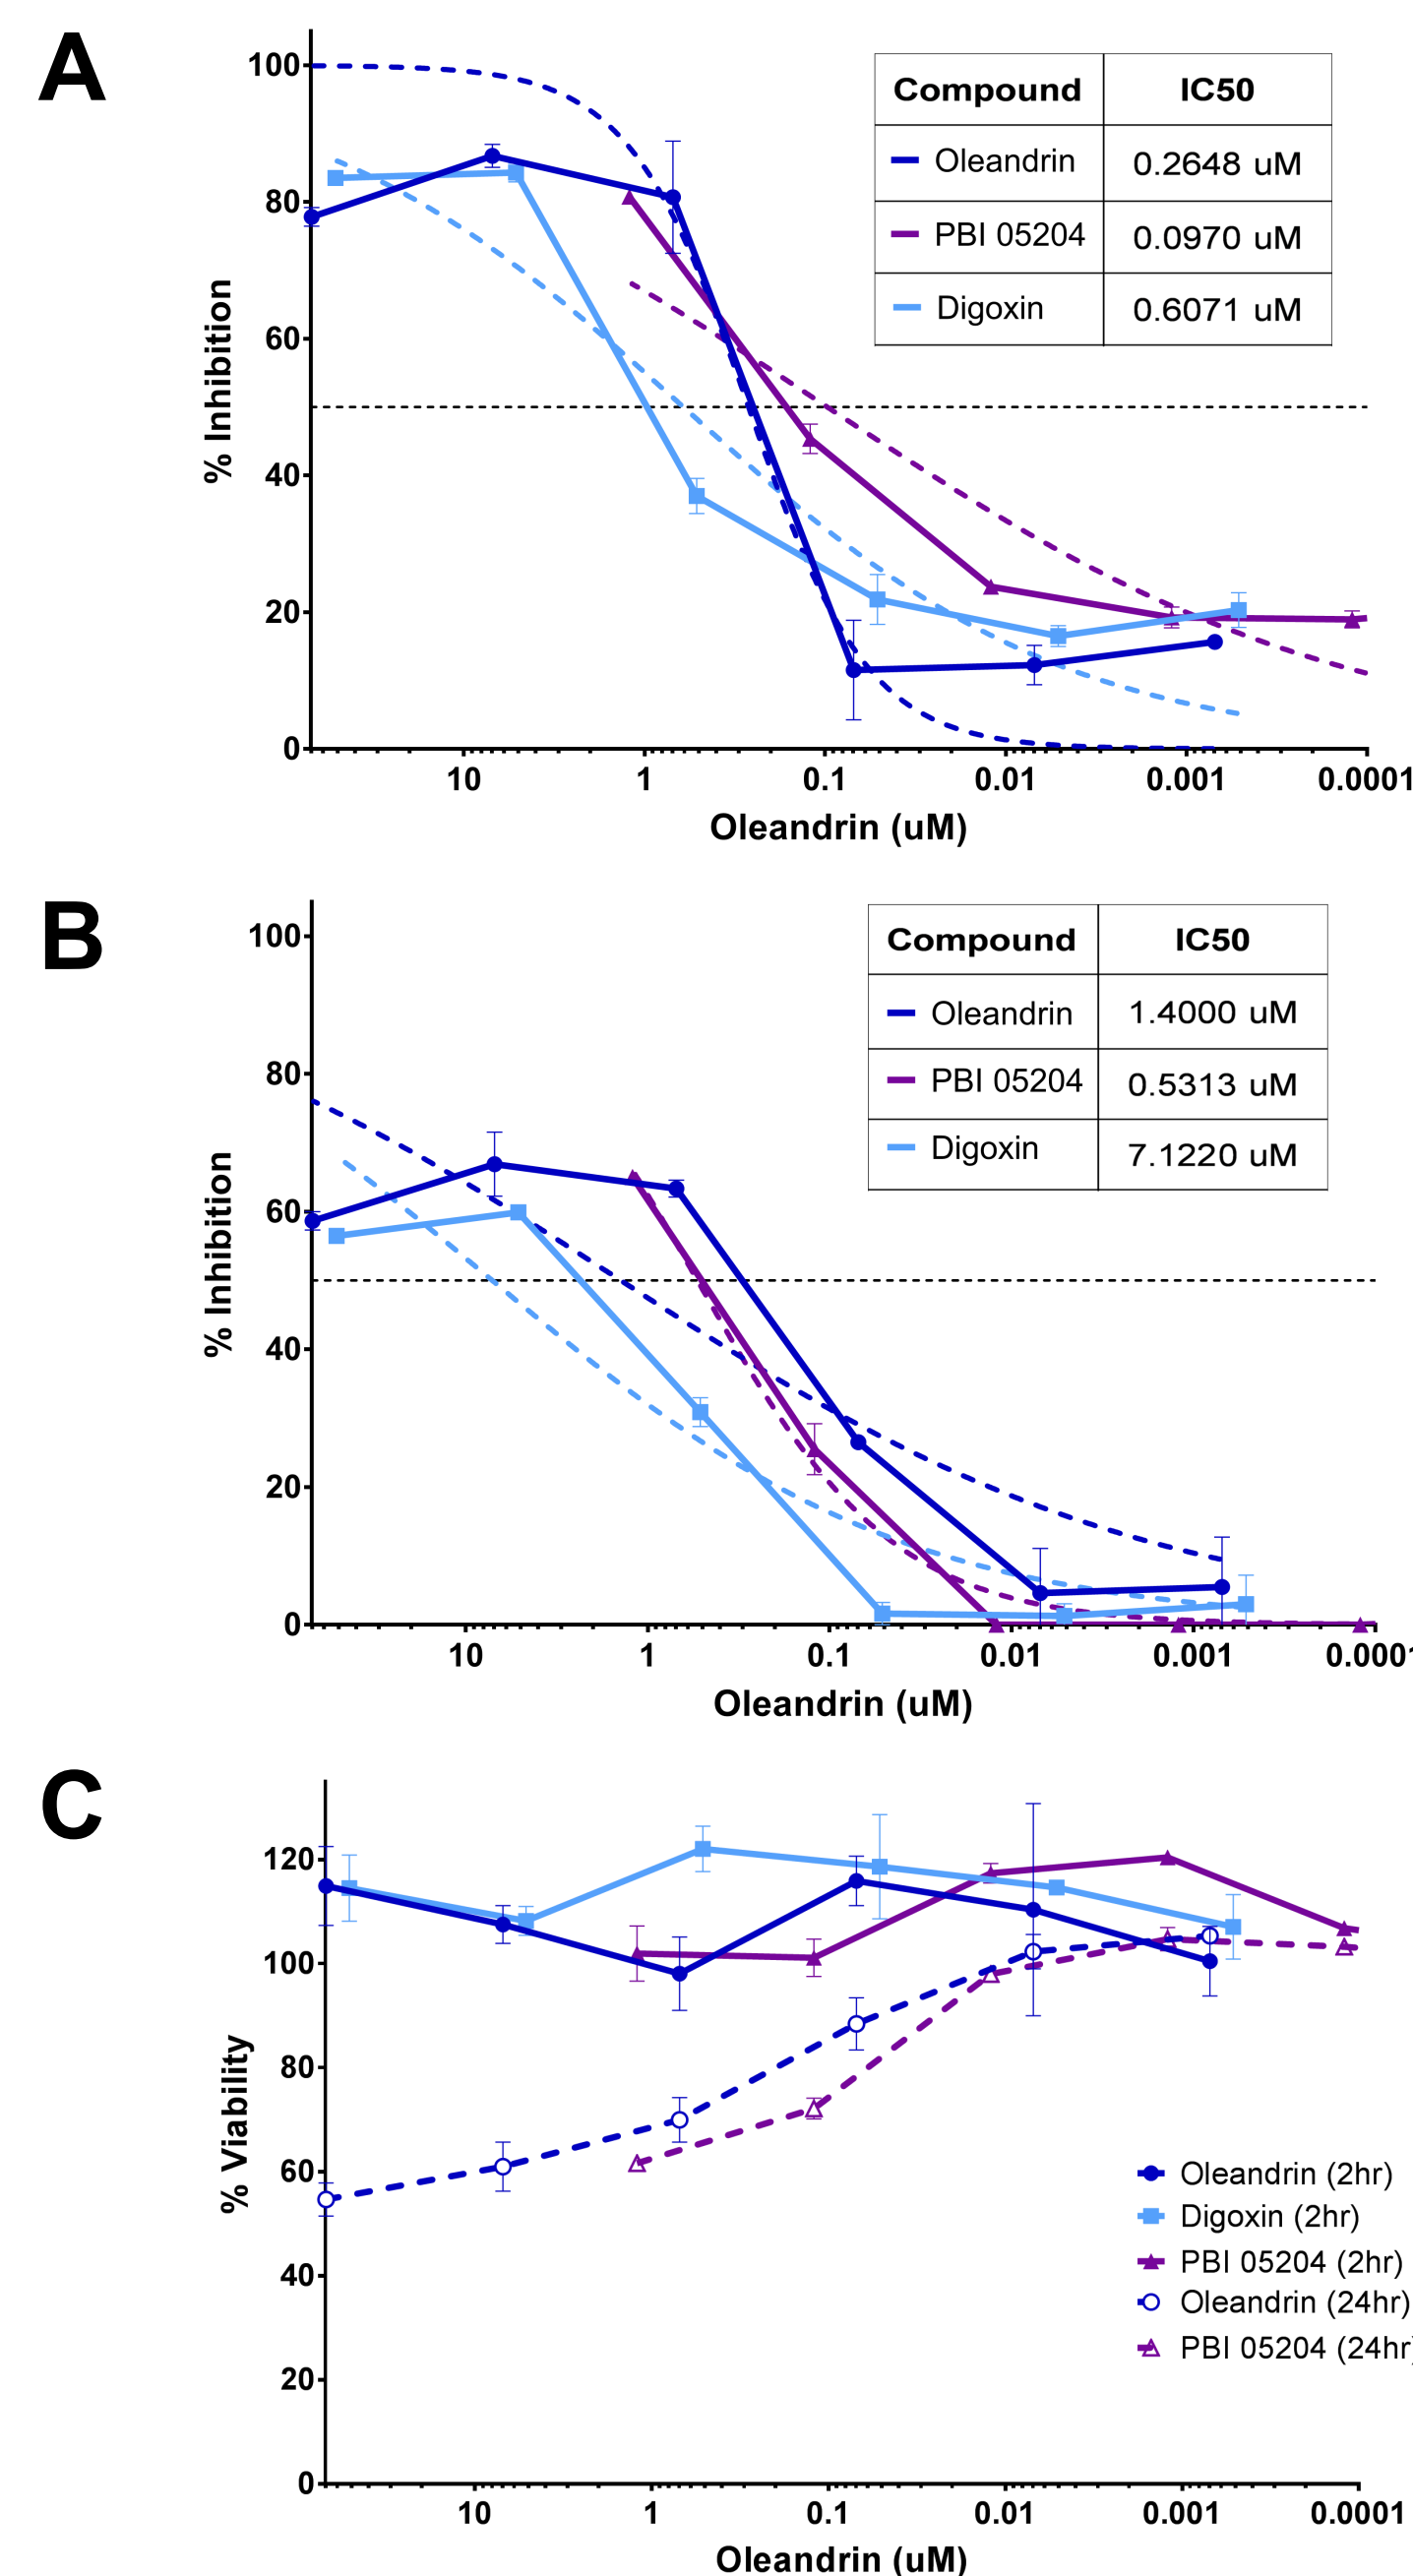 A
Compound IC50
Oleandrin 0.2648 uM
PBI 05204 0.0970 uM
Digoxin 0.6071 uM
% Inhibition
100
80
60
40
20
0
10 1 0.1 0.01 0.001 0.0001
Oleandrin (uM)
B
Compound IC50
Oleandrin 1.4000 uM
PBI 05204 0.5313 uM
Digoxin 7.1220 uM
% Inhibition
100
80
60
40
20
0
10 1 0.1 0.01 0.001 0.0001
Oleandrin (uM)
C
% Viability
120
100
80
60
40
20
0
Oleandrin (2hr)
Digoxin (2hr)
PBI 05204 (2hr)
Oleandrin (24hr)
PBI 05204 (24hr)
10 1 0.1 0.01 0.001 0.0001
Oleandrin (uM)